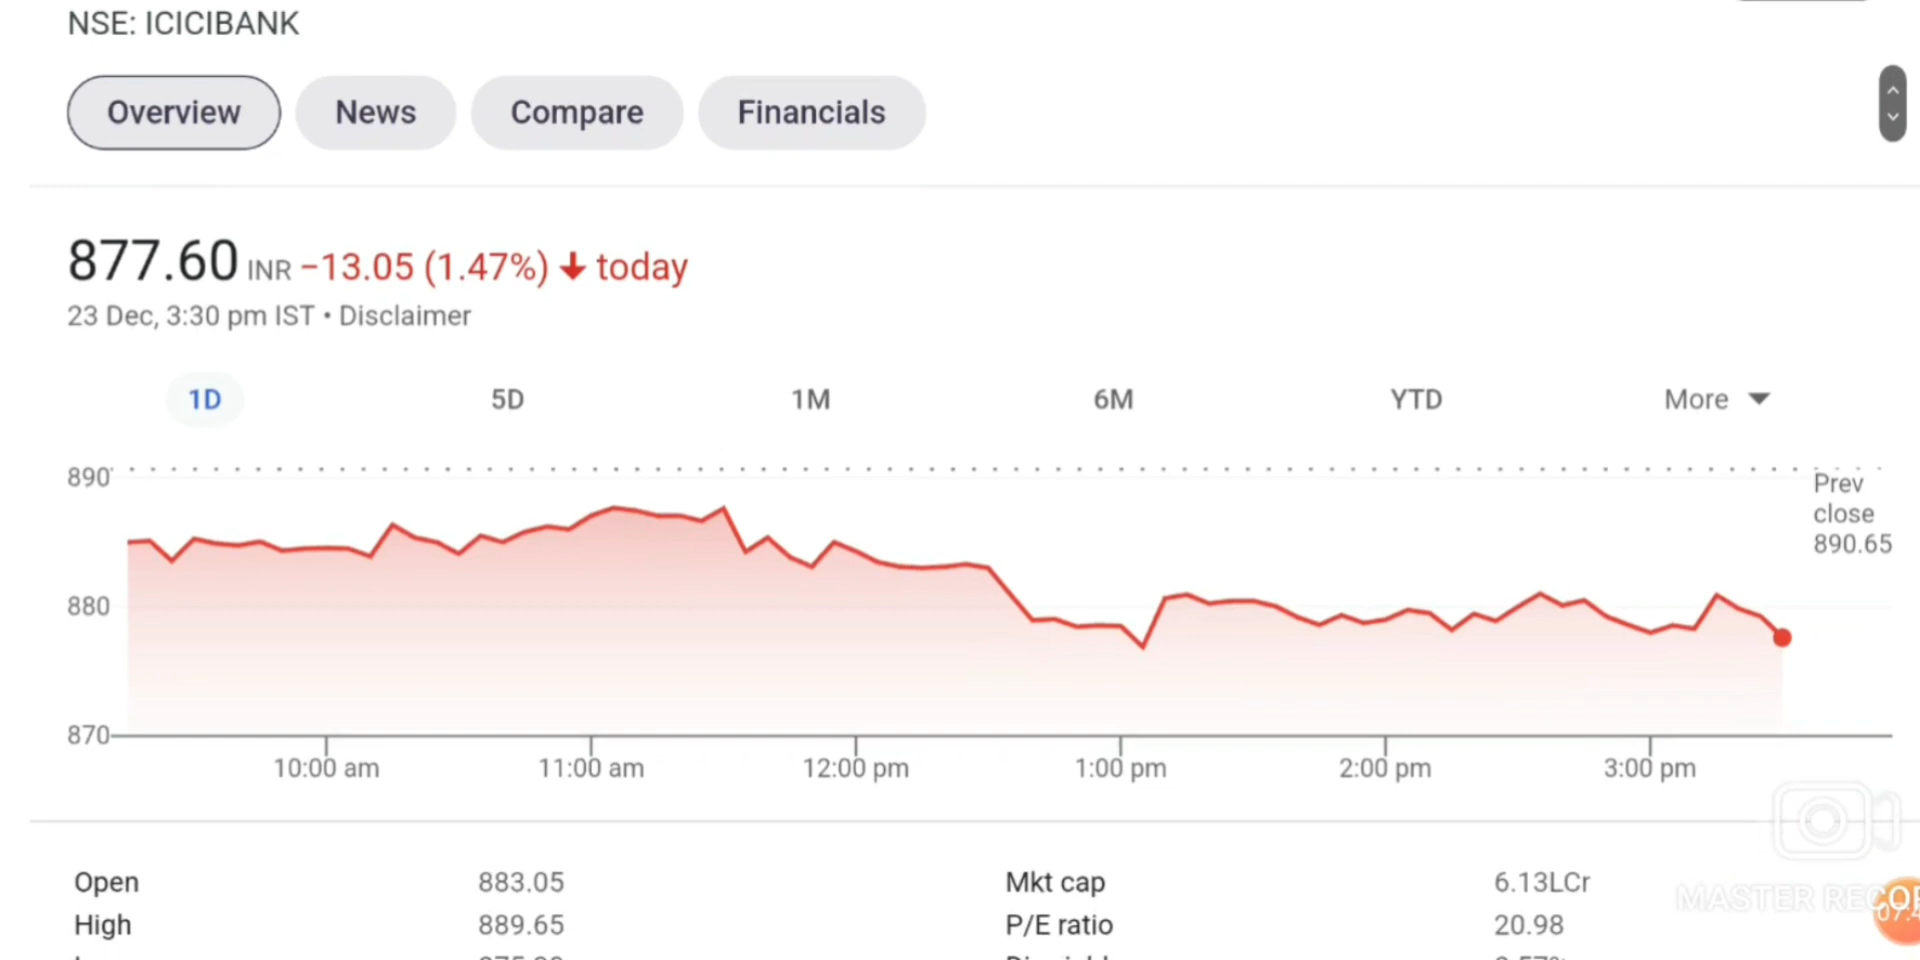 NSE: ICICIBANK
Overview News Compare Financials
877.60 INR −13.05 (1.47%) today
23 Dec, 3:30 pm IST • Disclaimer
1D 5D 1M 6M YTD More
890
Prev
close
890.65
880
870
10:00 am 11:00 am 12:00 pm 1:00 pm 2:00 pm 3:00 pm
Open 883.05 Mkt cap 6.13LCr
MASTER
High 889.65 P/E ratio 20.98